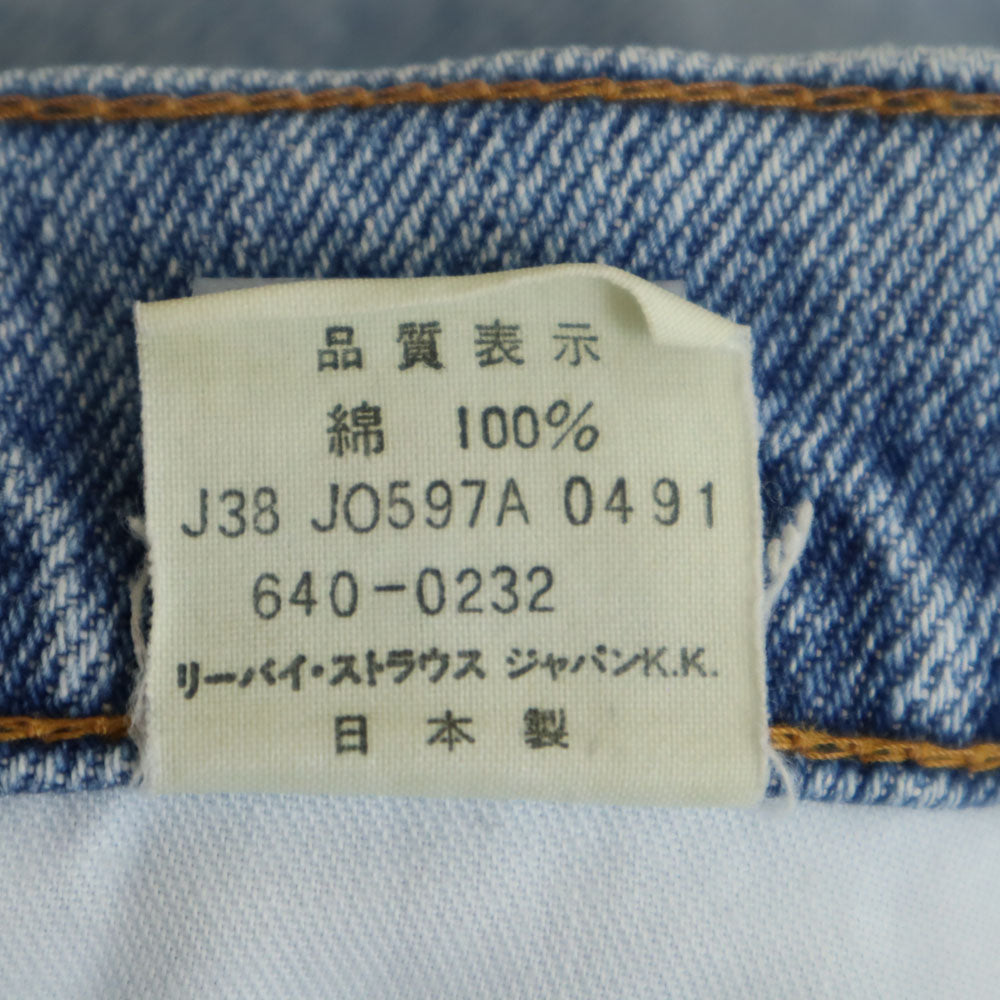 品質表示
綿 100%
J38 JO597A 0491
640-0232
リーバイ・ストラウス ジャパンK.K.
日本製